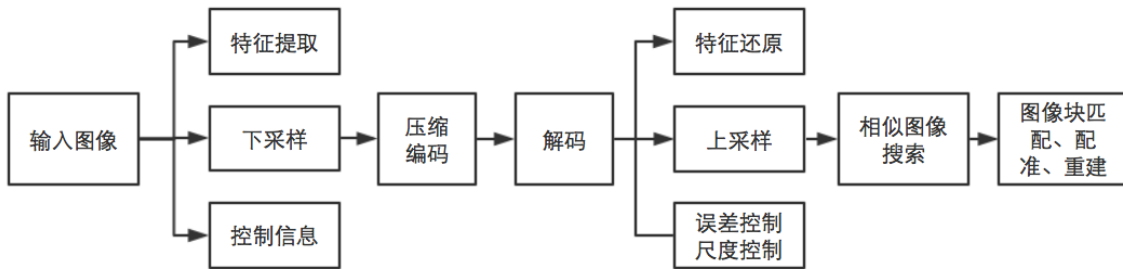 输入图像
特征提取
下采样
控制信息
压缩
编码
解码
特征还原
上采样
误差控制
尺度控制
相似图像
搜索
图像块匹
配、配
准、重建